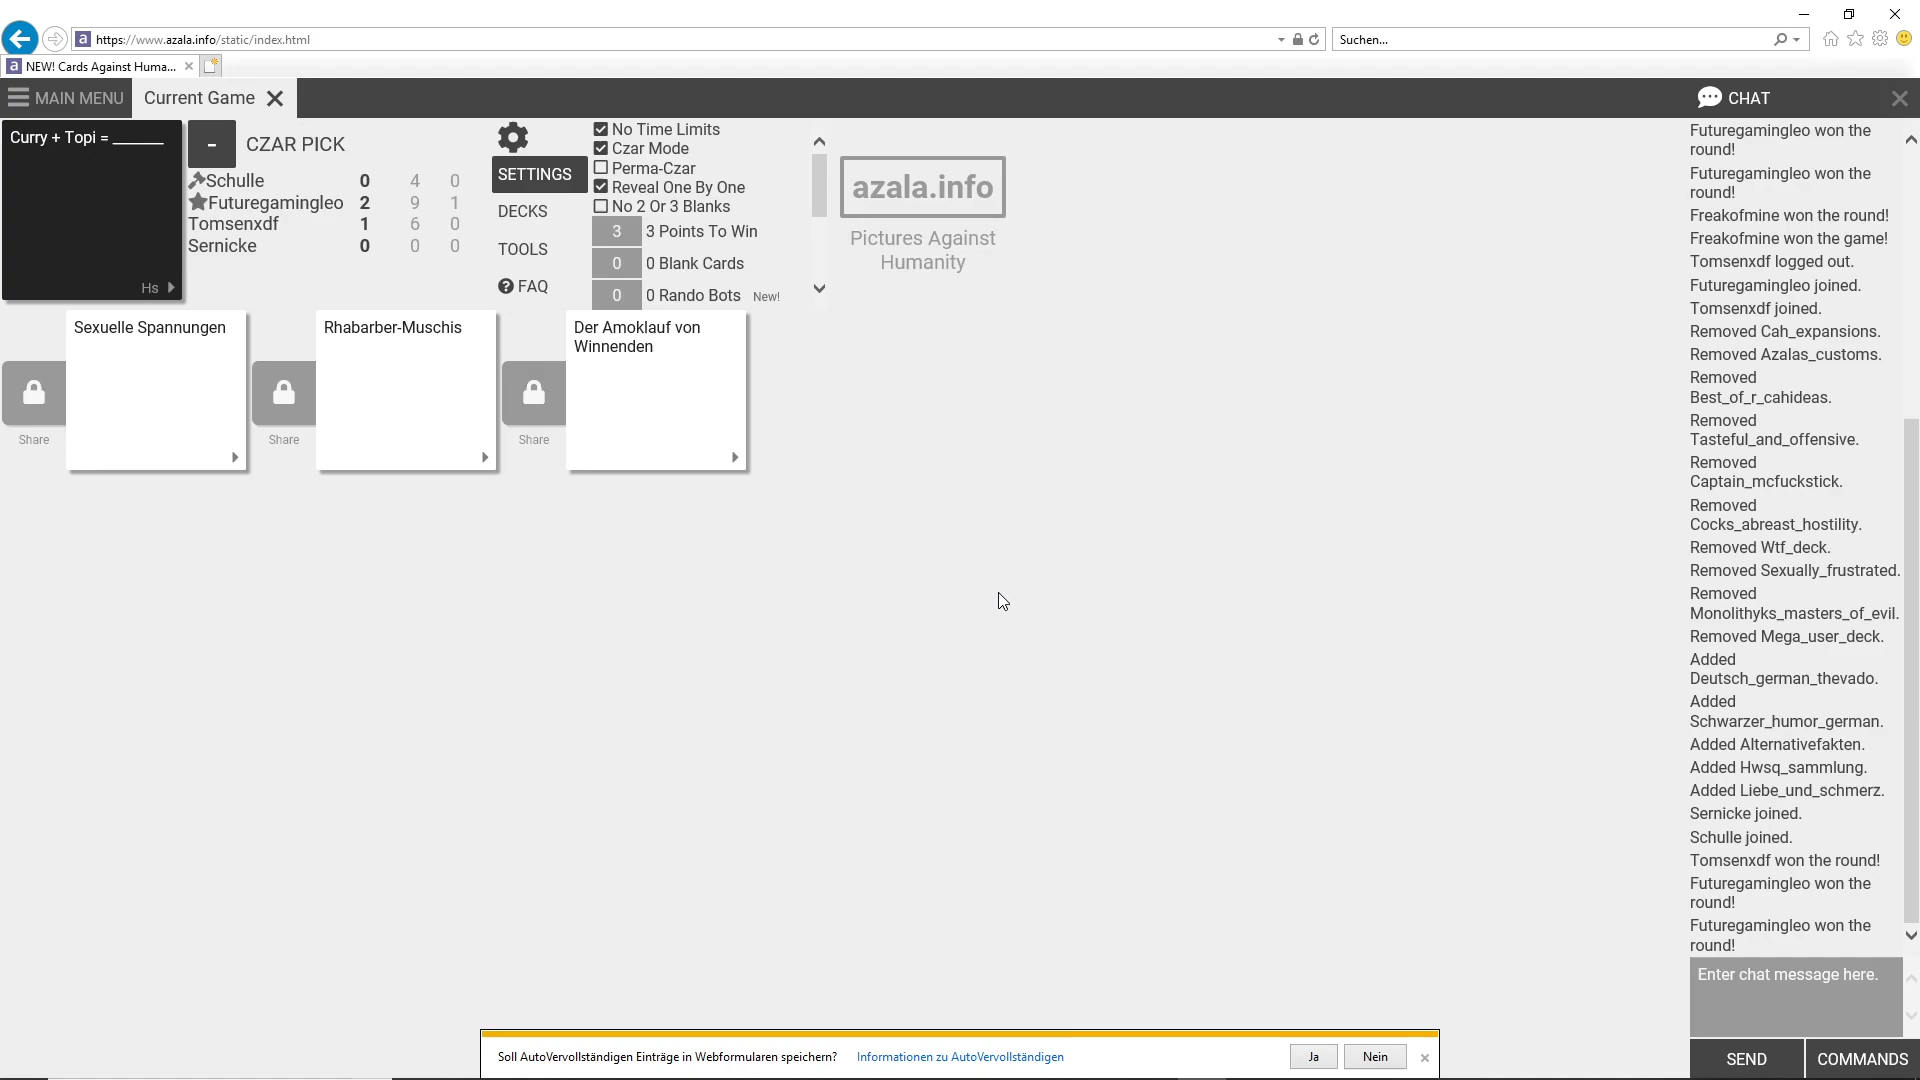 https://www.azala.info/static/index.html
Suchen...
NEW! Cards Against Huma...
MAIN MENU
Current Game
CHAT
Curry + Topi = ______
Hs
-
CZAR PICK
Schulle 0 4 0
Futuregamingleo 2 9 1
Tomsenxdf 1 6 0
Sernicke 0 0 0
SETTINGS
DECKS
TOOLS
FAQ
No Time Limits
Czar Mode
Perma-Czar
Reveal One By One
No 2 Or 3 Blanks
3 3 Points To Win
0 0 Blank Cards
0 0 Rando Bots New!
azala.info
Pictures Against
Humanity
Share
Sexuelle Spannungen
Share
Rhabarber-Muschis
Share
Der Amoklauf von
Winnenden
Futuregamingleo won the
round!
Futuregamingleo won the
round!
Freakofmine won the round!
Freakofmine won the game!
Tomsenxdf logged out.
Futuregamingleo joined.
Tomsenxdf joined.
Removed Cah_expansions.
Removed Azalas_customs.
Removed
Best_of_r_cahideas.
Removed
Tasteful_and_offensive.
Removed
Captain_mcfuckstick.
Removed
Cocks_abreast_hostility.
Removed Wtf_deck.
Removed Sexually_frustrated.
Removed
Monolithyks_masters_of_evil.
Removed Mega_user_deck.
Added
Deutsch_german_thevado.
Added
Schwarzer_humor_german.
Added Alternativefakten.
Added Hwsq_sammlung.
Added Liebe_und_schmerz.
Sernicke joined.
Schulle joined.
Tomsenxdf won the round!
Futuregamingleo won the
round!
Futuregamingleo won the
round!
Enter chat message here.
SEND
COMMANDS
Soll AutoVervollständigen Einträge in Webformularen speichern?
Informationen zu AutoVervollständigen
Ja
Nein